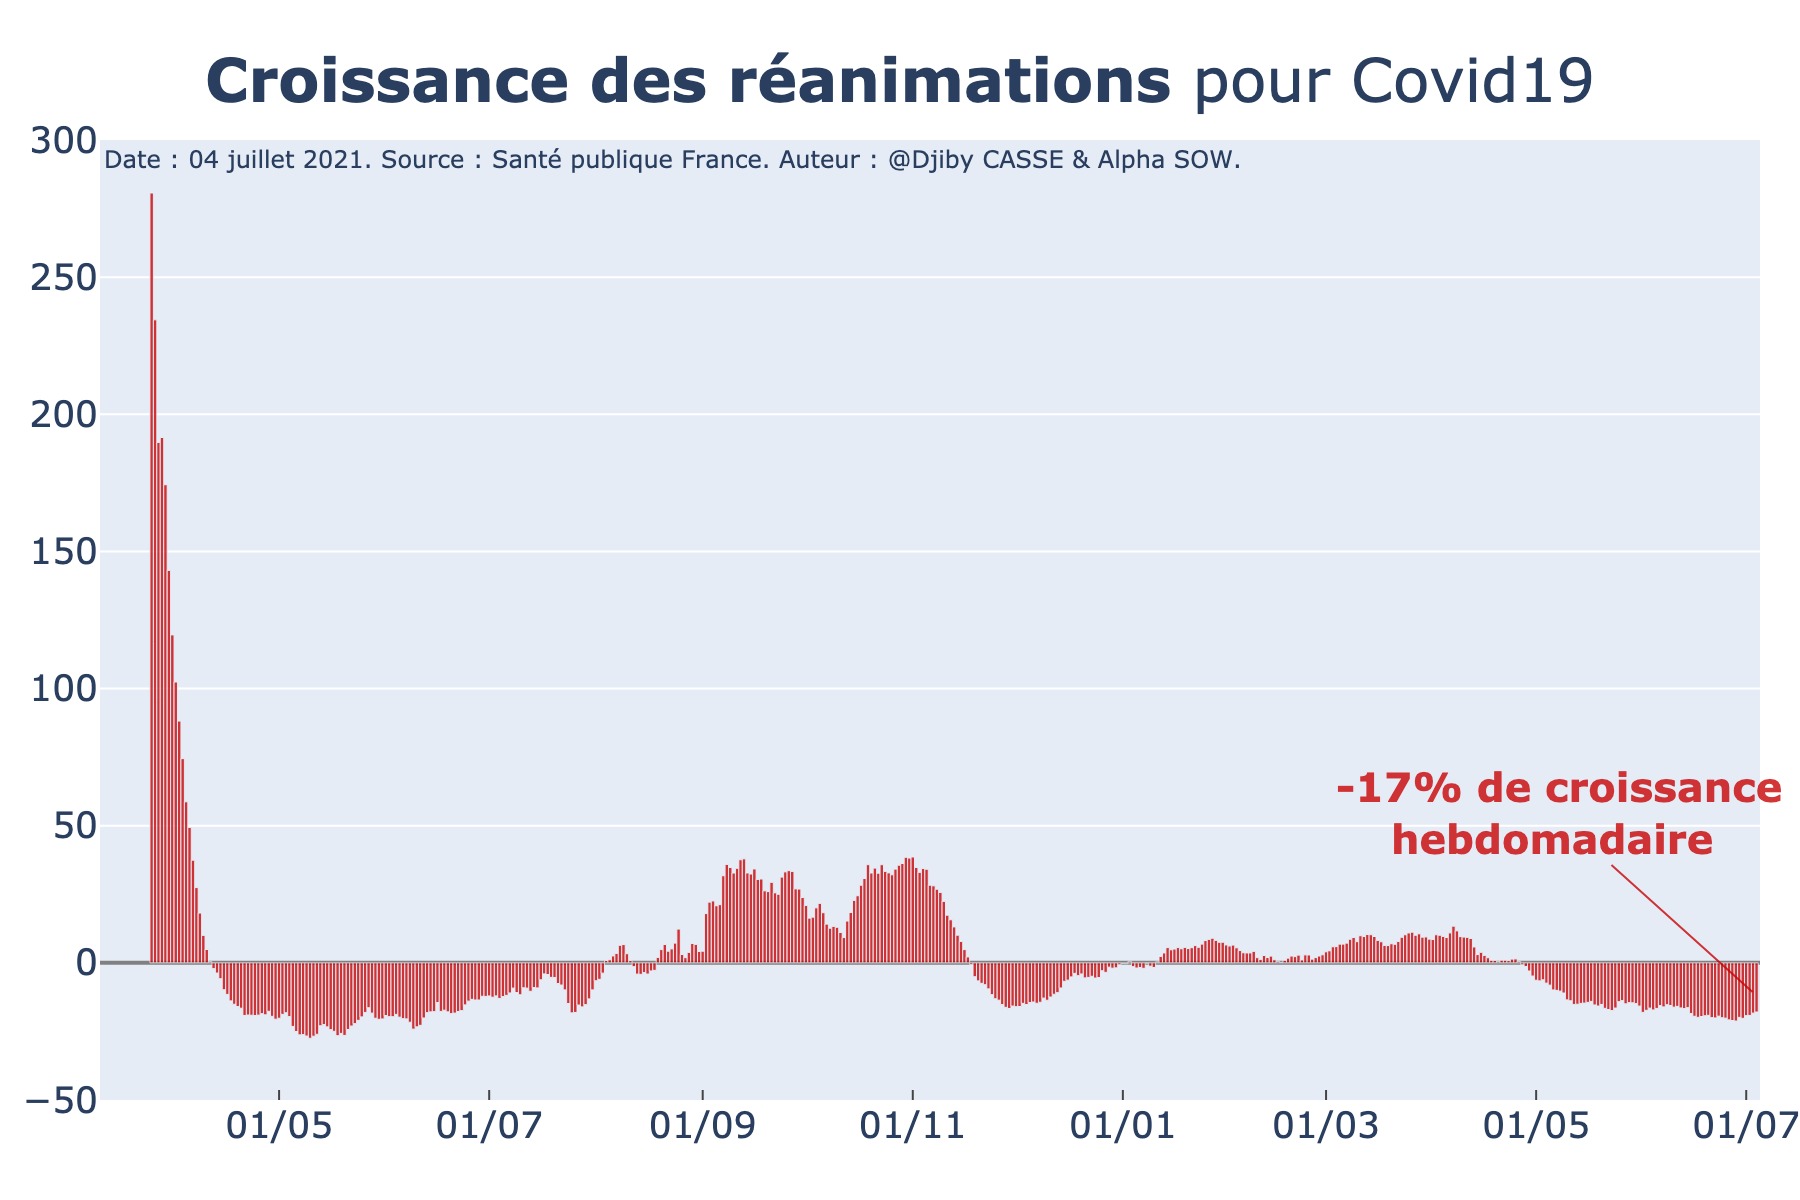 Croissance des réanimations pour Covid19
300
Date : 04 juillet 2021. Source : Santé publique France. Auteur : @Djiby CASSE & Alpha SOW.
250
200
150
100
-17% de croissance
hebdomadaire
50
0
−50
01/05 01/07 01/09 01/11 01/01 01/03 01/05 01/07